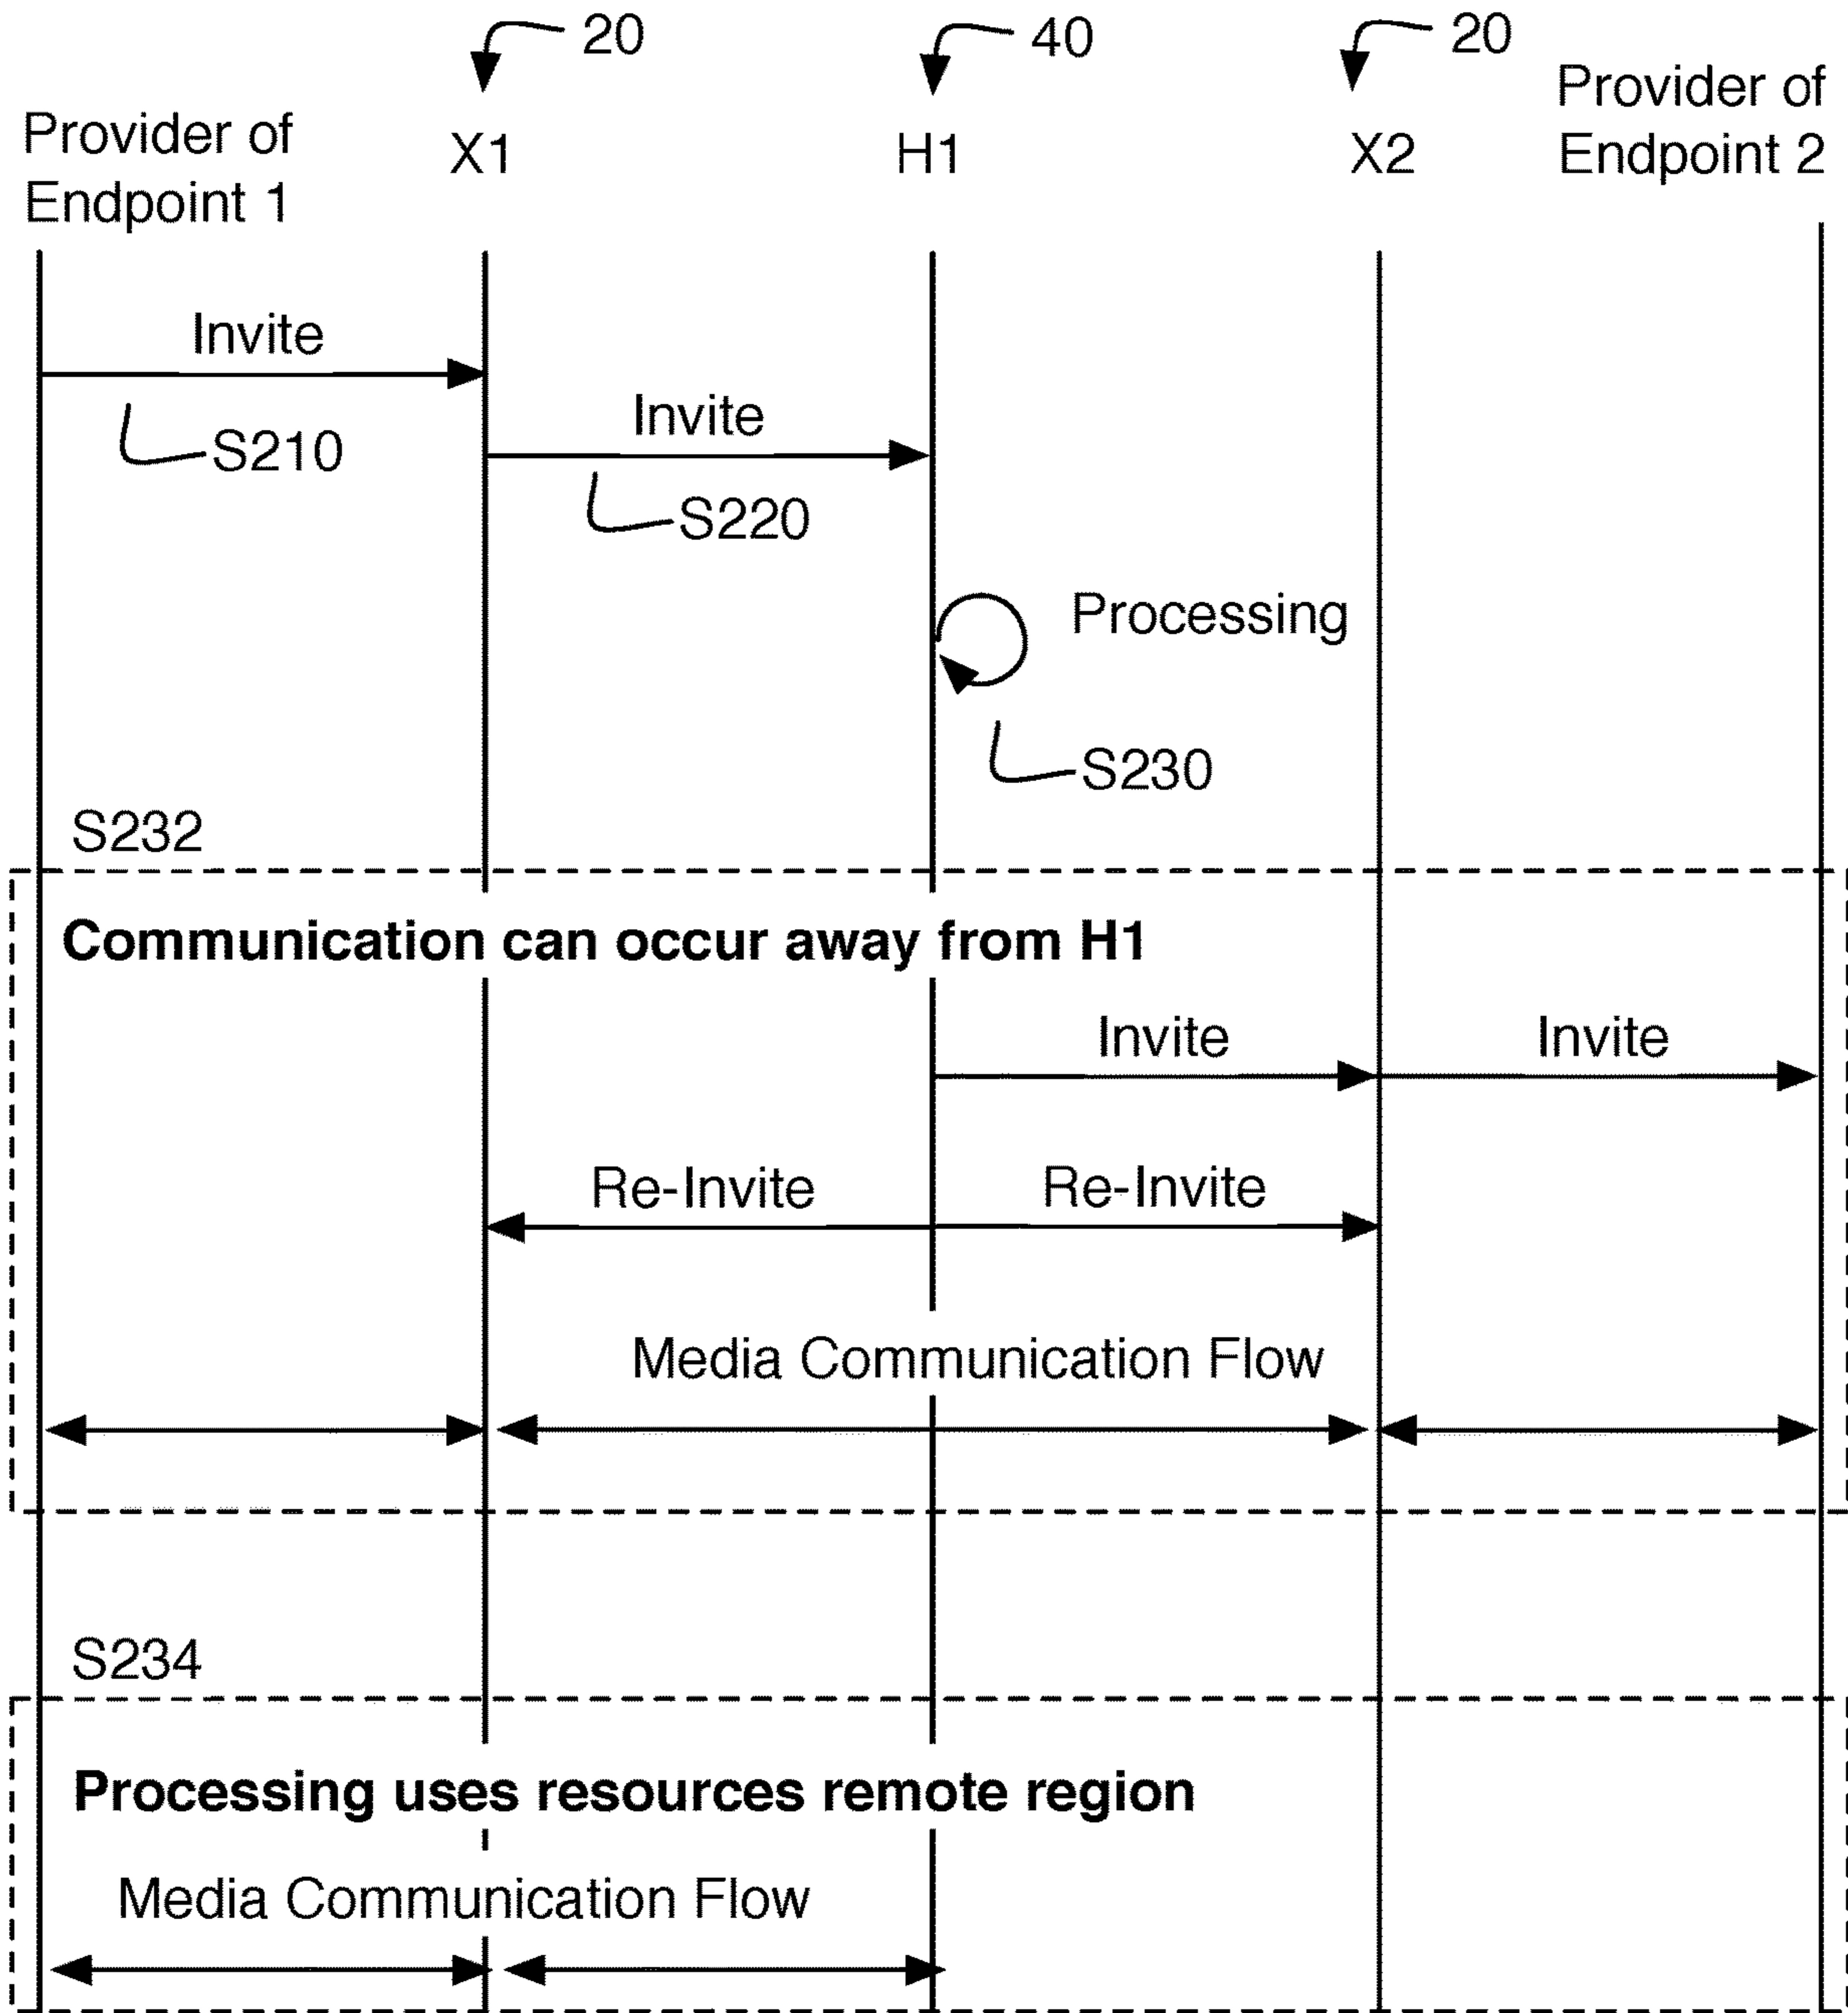 20
40
20
Provider of
Endpoint 1
X1
H1
X2
Provider of
Endpoint 2
Invite
S210
Invite
S220
Processing
S230
S232
Communication can occur away from H1
Invite
Invite
Re-Invite
Re-Invite
Media Communication Flow
S234
Processing uses resources remote region
Media Communication Flow